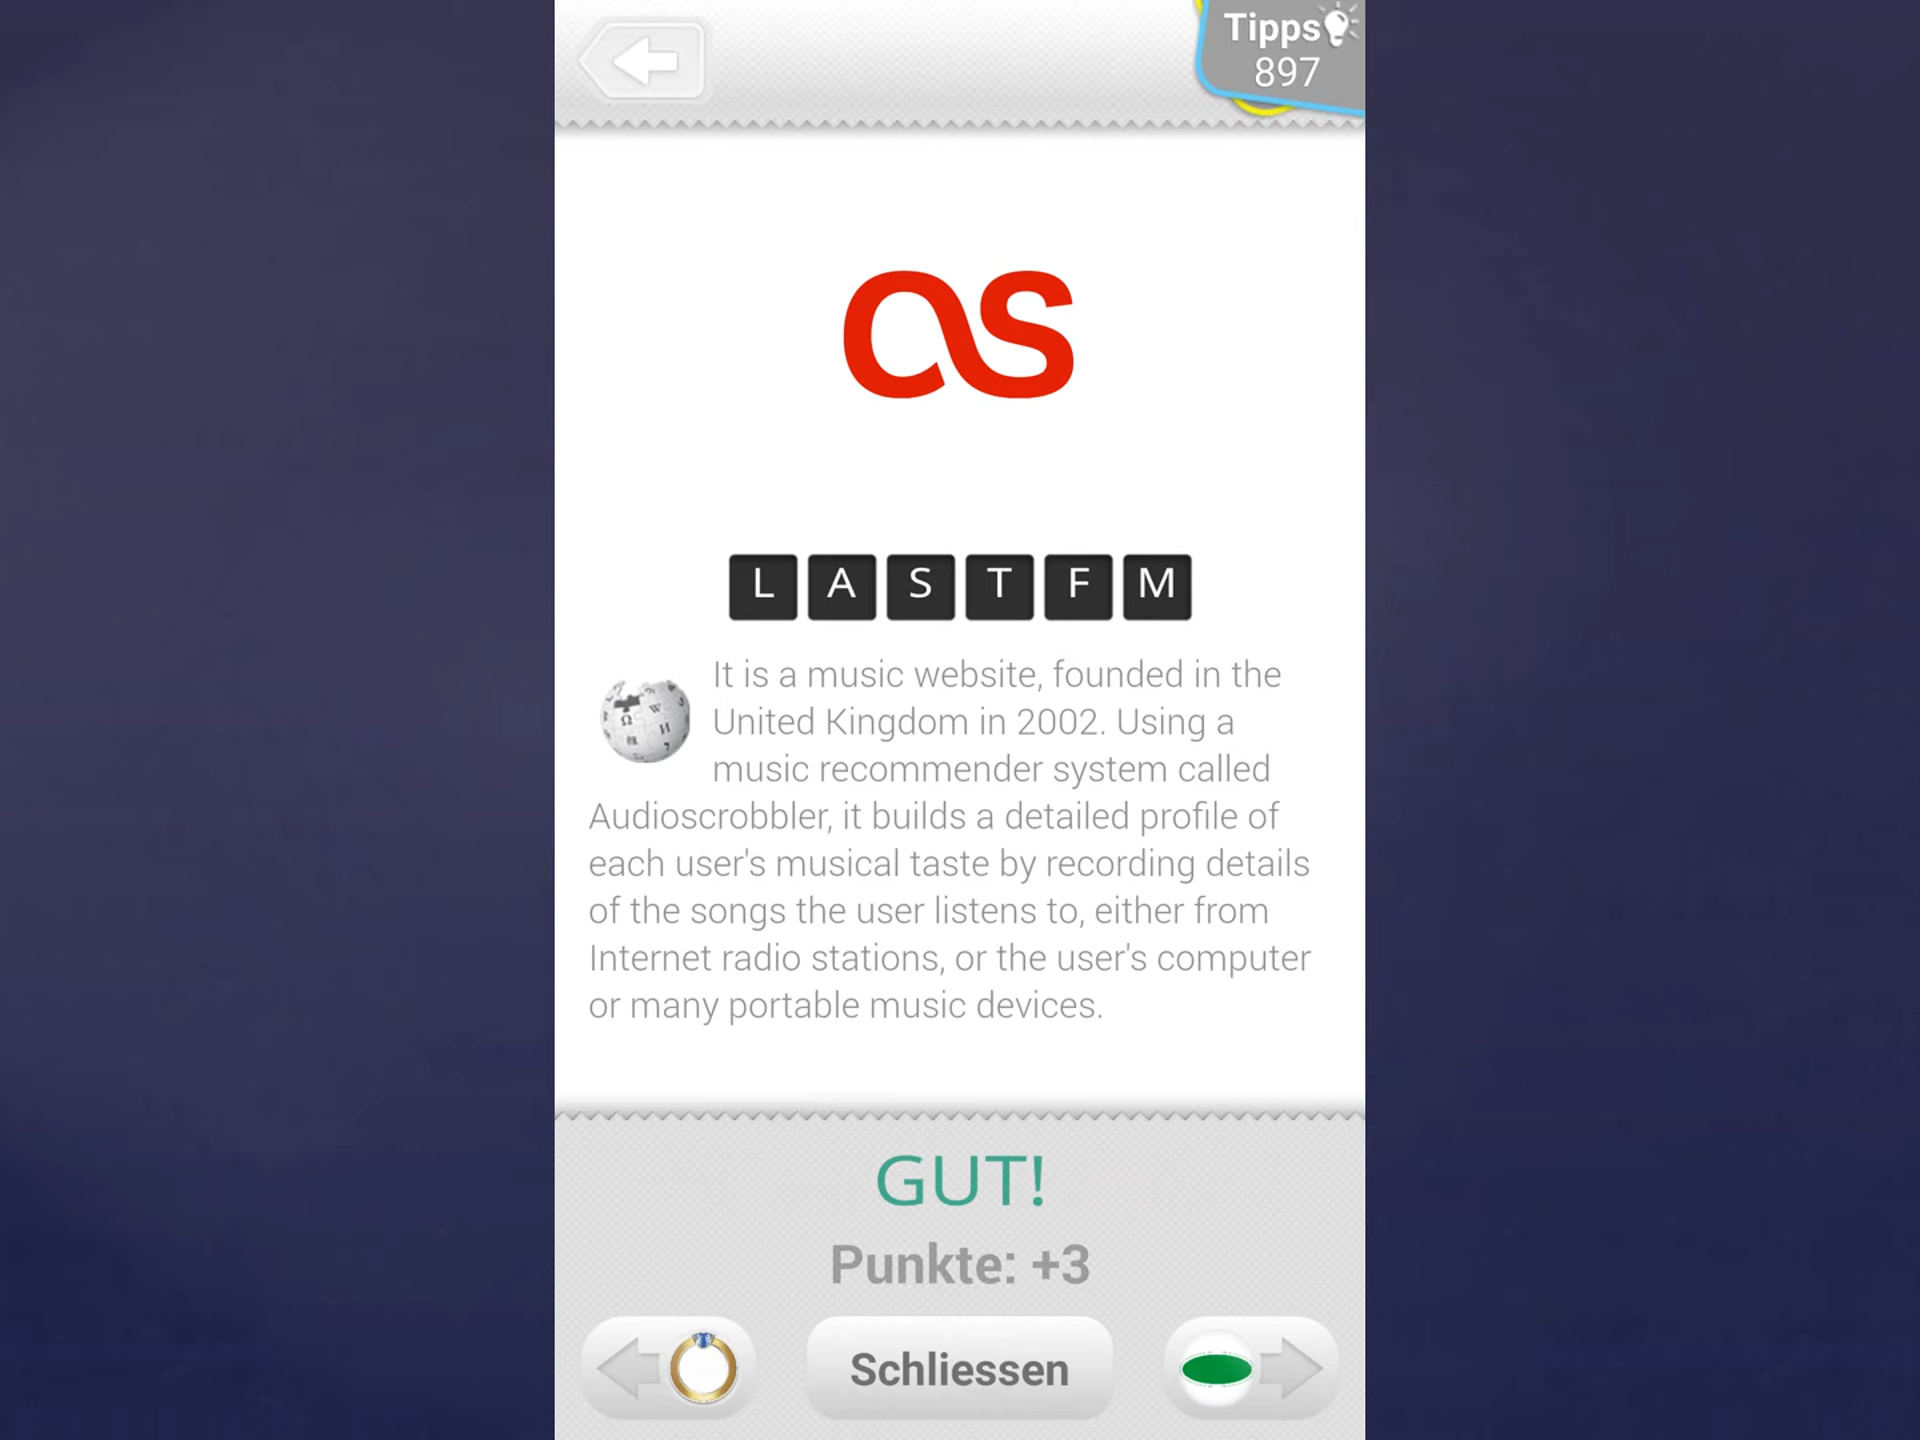 Tipps
897
as
L A S T F M
It is a music website, founded in the
United Kingdom in 2002. Using a
music recommender system called
Audioscrobbler, it builds a detailed profile of
each user's musical taste by recording details
of the songs the user listens to, either from
Internet radio stations, or the user's computer
or many portable music devices.
GUT!
Punkte: +3
Schliessen